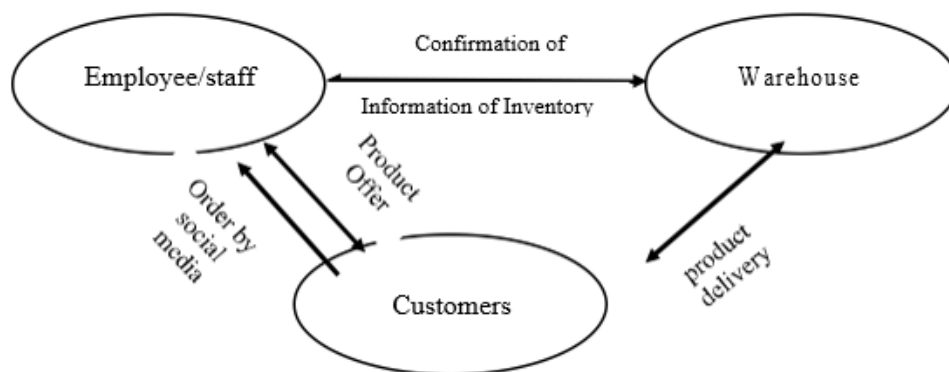 Confirmation of
Employee/staff
Warehouse
Information of Inventory
Product
Offer
Order by
social
media
product
delivery
Customers